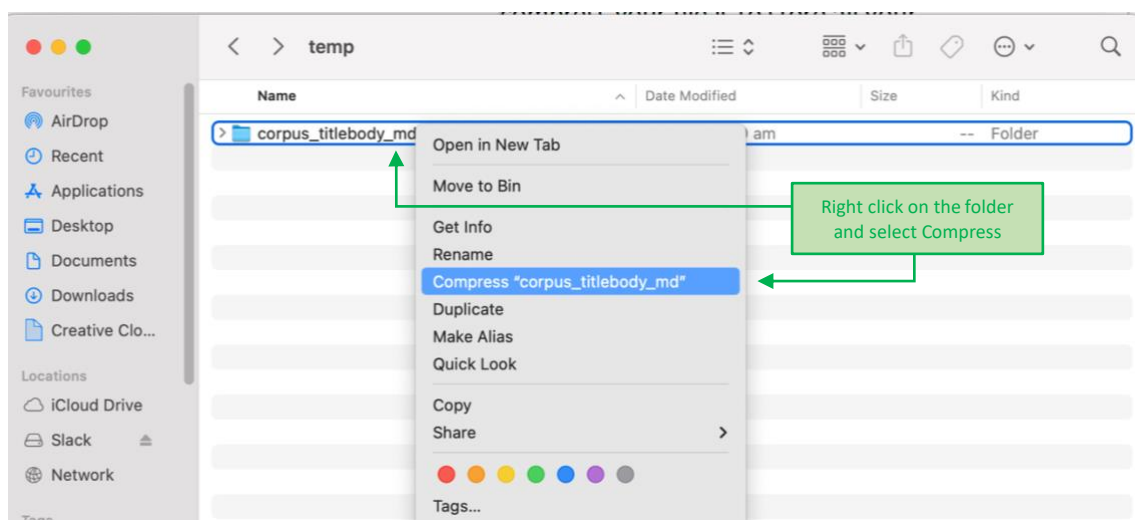 temp
Favourites
AirDrop
Recent
Applications
Desktop
Documents
Downloads
Creative Clo...
Locations
iCloud Drive
Slack
Network
Name Date Modified Size Kind
corpus_titlebody_md am -- Folder
Open in New Tab
Move to Bin
Get Info
Rename
Compress “corpus_titlebody_md”
Duplicate
Make Alias
Quick Look
Copy
Share
Tags...
Right click on the folder
and select Compress